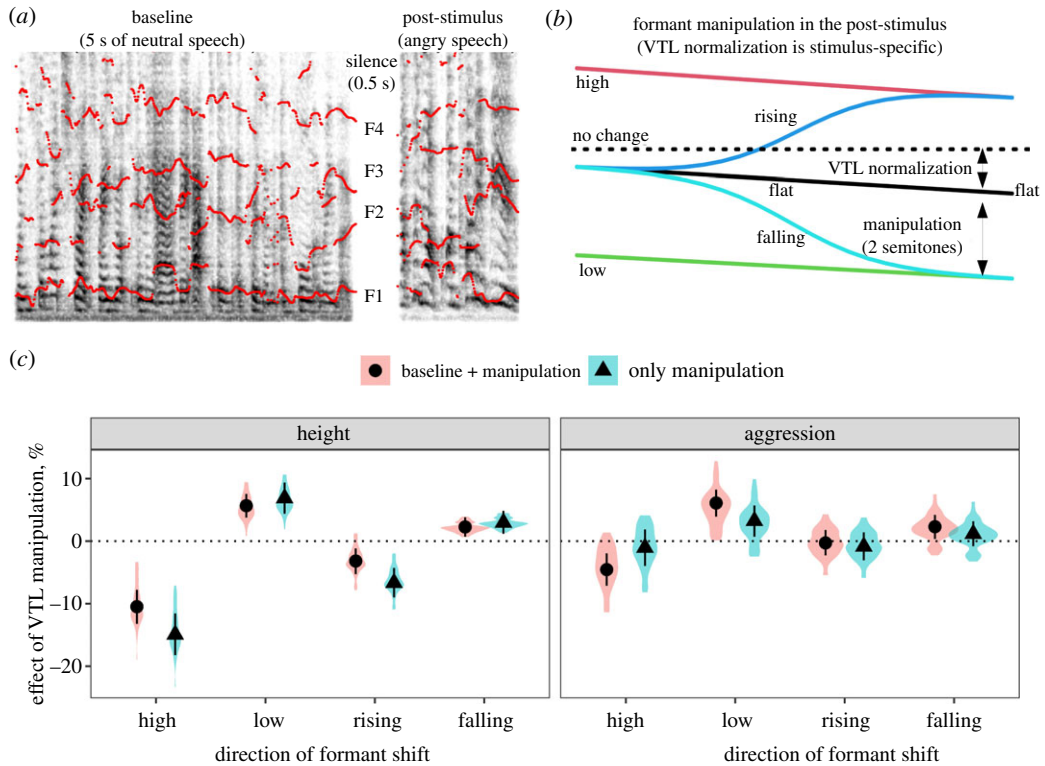 (a)
baseline
(5 s of neutral speech)
silence
(0.5 s)
post-stimulus
(angry speech)
F4
F3
F2
F1
(b)
formant manipulation in the post-stimulus
(VTL normalization is stimulus-specific)
high
rising
no change
VTL normalization
flat
flat
falling
manipulation
(2 semitones)
low
(c)
baseline + manipulation
only manipulation
height
aggression
effect of VTL manipulation, %
10
0
−10
−20
high
low
rising
falling
high
low
rising
falling
direction of formant shift
direction of formant shift